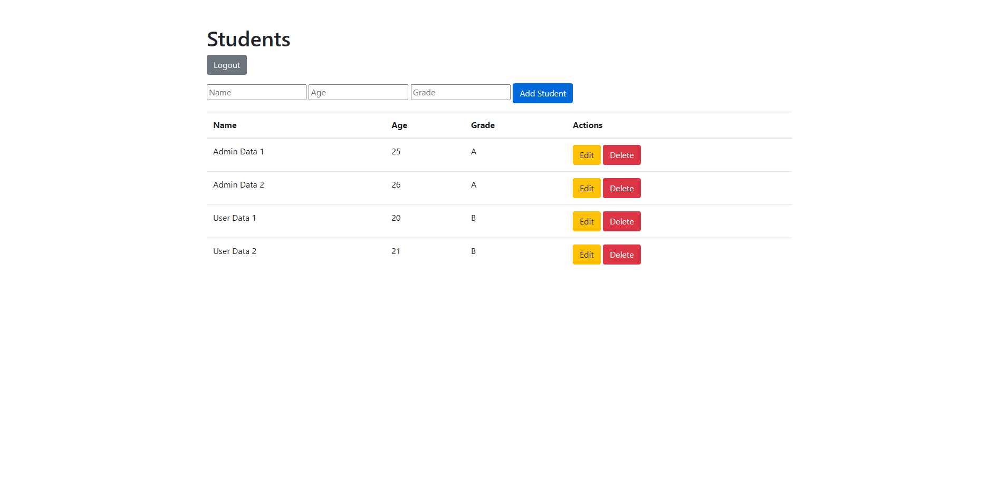 Students
Logout
Name Age Grade Add Student
Name Age Grade Actions
Admin Data 1 25 A Edit Delete
Admin Data 2 26 A Edit Delete
User Data 1 20 B Edit Delete
User Data 2 21 B Edit Delete